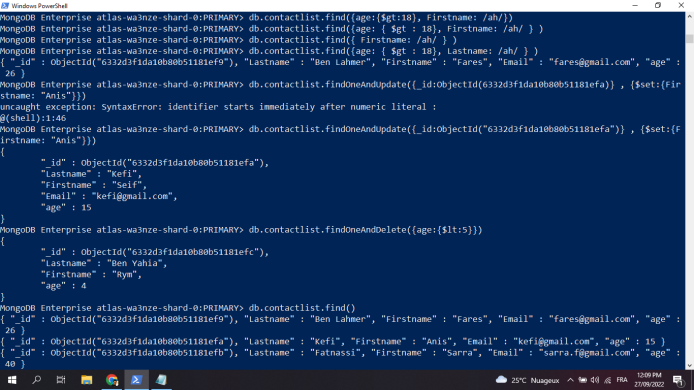 Windows PowerShell
MongoDB Enterprise atlas-wa3nze-shard-0:PRIMARY> db.contactlist.find({age:{$gt:18}, Firstname: /ah/})
MongoDB Enterprise atlas-wa3nze-shard-0:PRIMARY> db.contactlist.find({age: { $gt : 18}, Firstname: /ah/ } )
MongoDB Enterprise atlas-wa3nze-shard-0:PRIMARY> db.contactlist.find({ Firstname: /ah/ } )
MongoDB Enterprise atlas-wa3nze-shard-0:PRIMARY> db.contactlist.find({age: { $gt : 18}, Lastname: /ah/ } )
{ "_id" : ObjectId("6332d3f1da10b80b51181ef9"), "Lastname" : "Ben Lahmer", "Firstname" : "Fares", "Email" : "fares@gmail.com", "age" :
26 }
MongoDB Enterprise atlas-wa3nze-shard-0:PRIMARY> db.contactlist.findOneAndUpdate({_id:ObjectId(6332d3f1da10b80b51181efa)} , {$set:{Fir
stname: "Anis"}})
uncaught exception: SyntaxError: identifier starts immediately after numeric literal :
@(shell):1:46
MongoDB Enterprise atlas-wa3nze-shard-0:PRIMARY> db.contactlist.findOneAndUpdate({_id:ObjectId("6332d3f1da10b80b51181efa")} , {$set:{F
irstname: "Anis"}})
{
"_id" : ObjectId("6332d3f1da10b80b51181efa"),
"Lastname" : "Kefi",
"Firstname" : "Seif",
"Email" : "kefi@gmail.com",
"age" : 15
}
MongoDB Enterprise atlas-wa3nze-shard-0:PRIMARY> db.contactlist.findOneAndDelete({age:{$lt:5}})
{
"_id" : ObjectId("6332d3f1da10b80b51181efc"),
"Lastname" : "Ben Yahia",
"Firstname" : "Rym",
"age" : 4
}
MongoDB Enterprise atlas-wa3nze-shard-0:PRIMARY> db.contactlist.find()
{ "_id" : ObjectId("6332d3f1da10b80b51181ef9"), "Lastname" : "Ben Lahmer", "Firstname" : "Fares", "Email" : "fares@gmail.com", "age" :
26 }
{ "_id" : ObjectId("6332d3f1da10b80b51181efa"), "Lastname" : "Kefi", "Firstname" : "Anis", "Email" : "kefi@gmail.com", "age" : 15 }
{ "_id" : ObjectId("6332d3f1da10b80b51181efb"), "Lastname" : "Fatnassi", "Firstname" : "Sarra", "Email" : "sarra.f@gmail.com", "age" :
40 }
25°C Nuageux
FRA
12:09 PM
27/09/2022